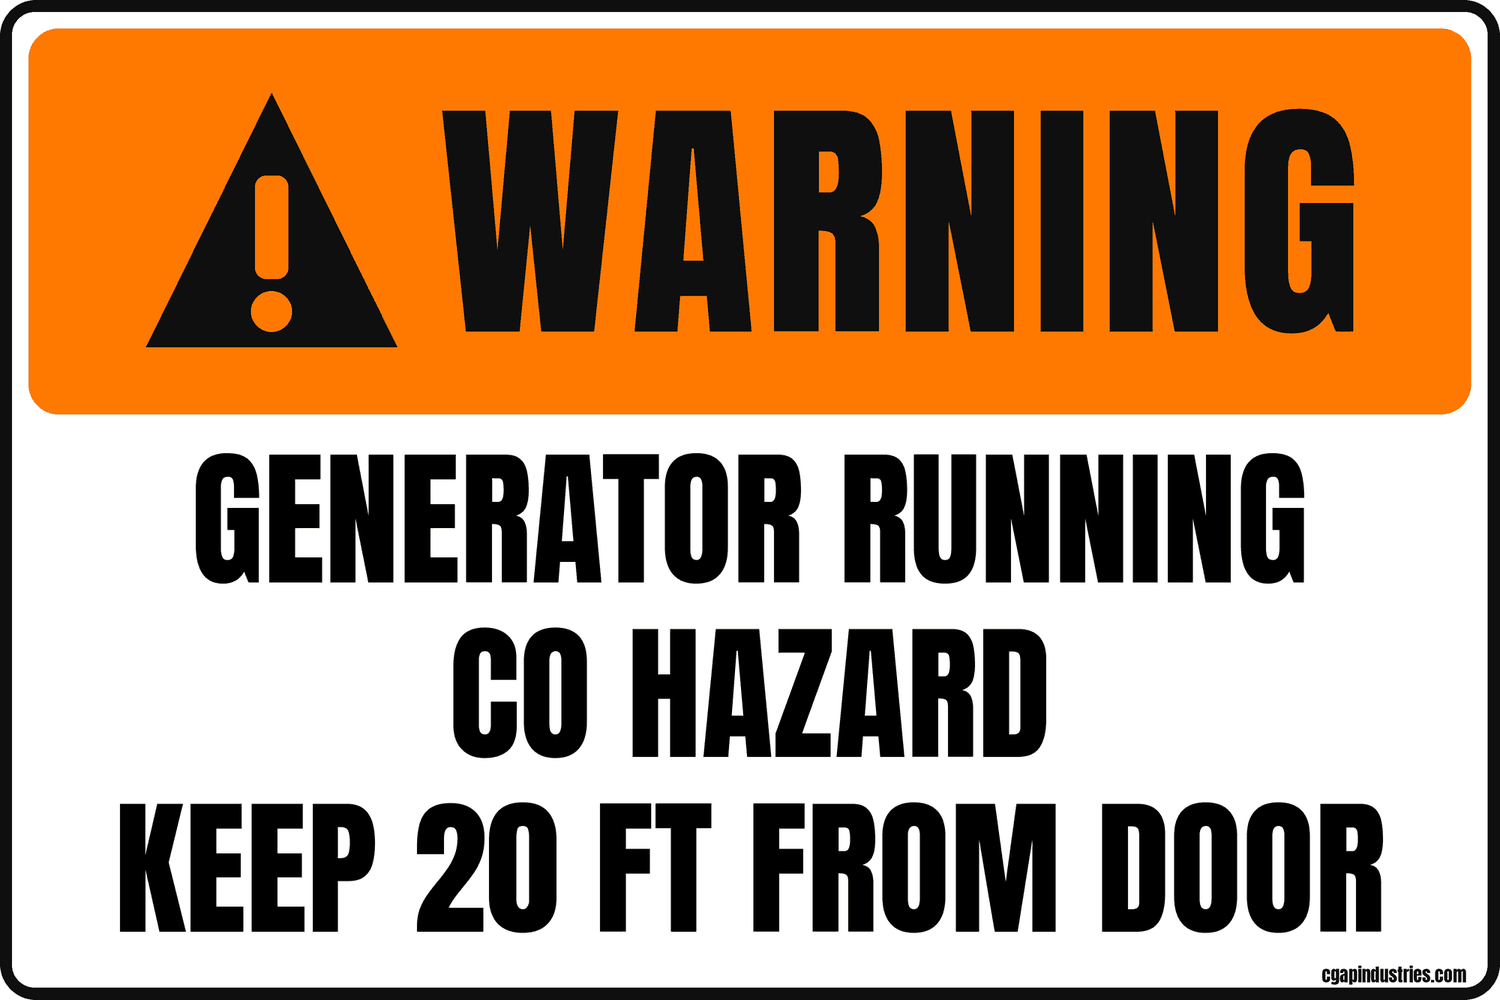 WARNING
GENERATOR RUNNING
CO HAZARD
KEEP 20 FT FROM DOOR
cgapindustries.com